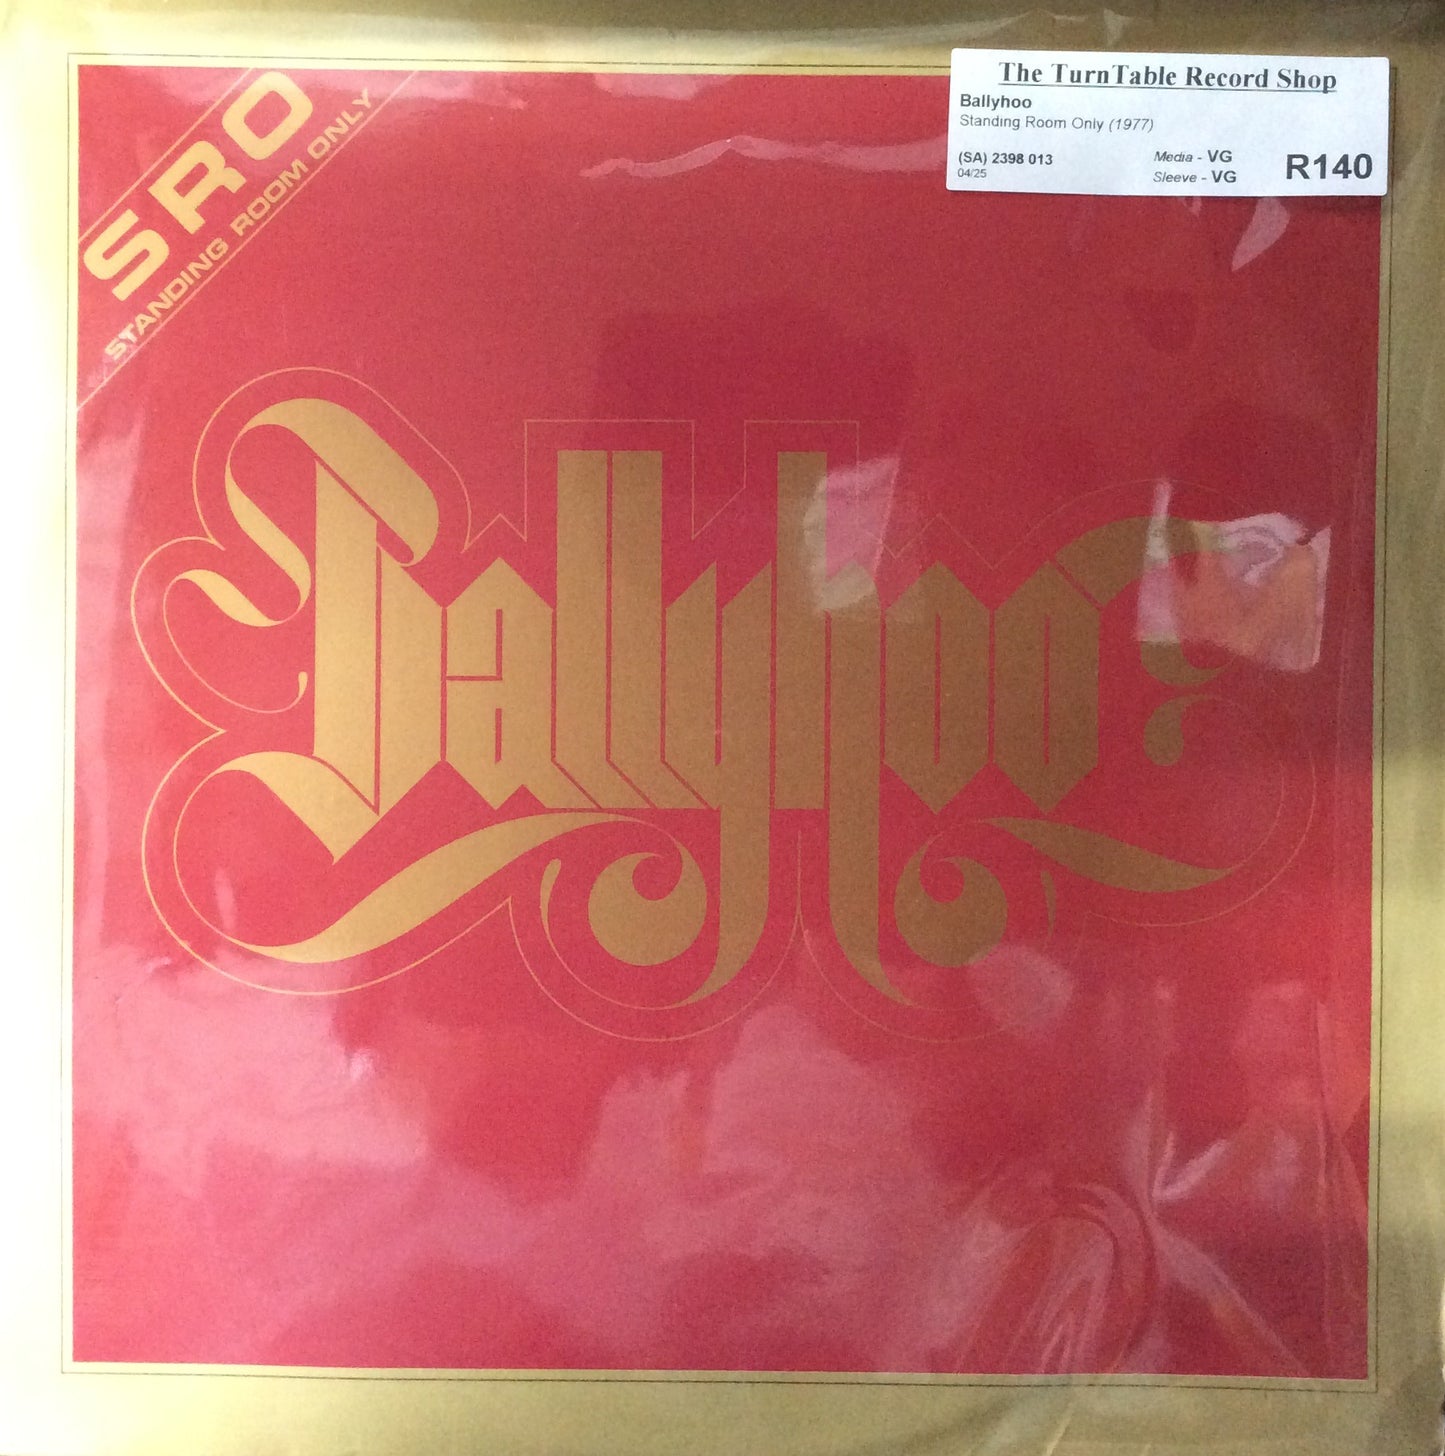 SRO
STANDING ROOM ONLY
The TurnTable Record Shop
Ballyhoo
Standing Room Only (1977)
(SA) 2398 013 Media - VG R140
04/25 Sleeve - VG
Ballyhoo